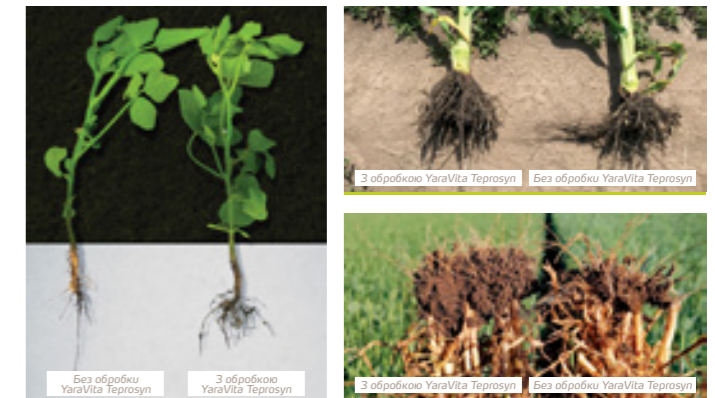 Без обробки
YaraVita Teprosyn
З обробкою
YaraVita Teprosyn
З обробкою YaraVita Teprosyn
Без обробки YaraVita Teprosyn
З обробкою YaraVita Teprosyn
Без обробки YaraVita Teprosyn